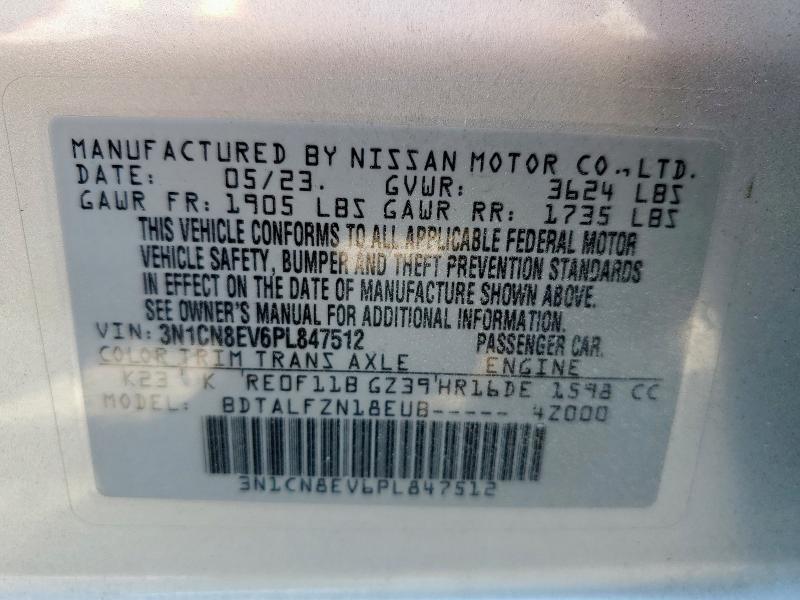 MANUFACTURED BY NISSAN MOTOR CO., LTD.
DATE: 05/23. GVWR: 3624 LBS
GAWR FR: 1905 LBS GAWR RR: 1735 LBS
THIS VEHICLE CONFORMS TO ALL APPLICABLE FEDERAL MOTOR
VEHICLE SAFETY, BUMPER AND THEFT PREVENTION STANDARDS
IN EFFECT ON THE DATE OF MANUFACTURE SHOWN ABOVE.
SEE OWNER'S MANUAL FOR ADDITIONAL INFORMATION.
VIN: 3N1CN8EV6PL847512 PASSENGER CAR.
COLOR TRIM TRANS AXLE ENGINE
K23 K RE0F11B GZ39 HR16DE 1598 CC
MODEL: BDTALFZN18EUB----- 4Z000
3N1CN8EV6PL847512